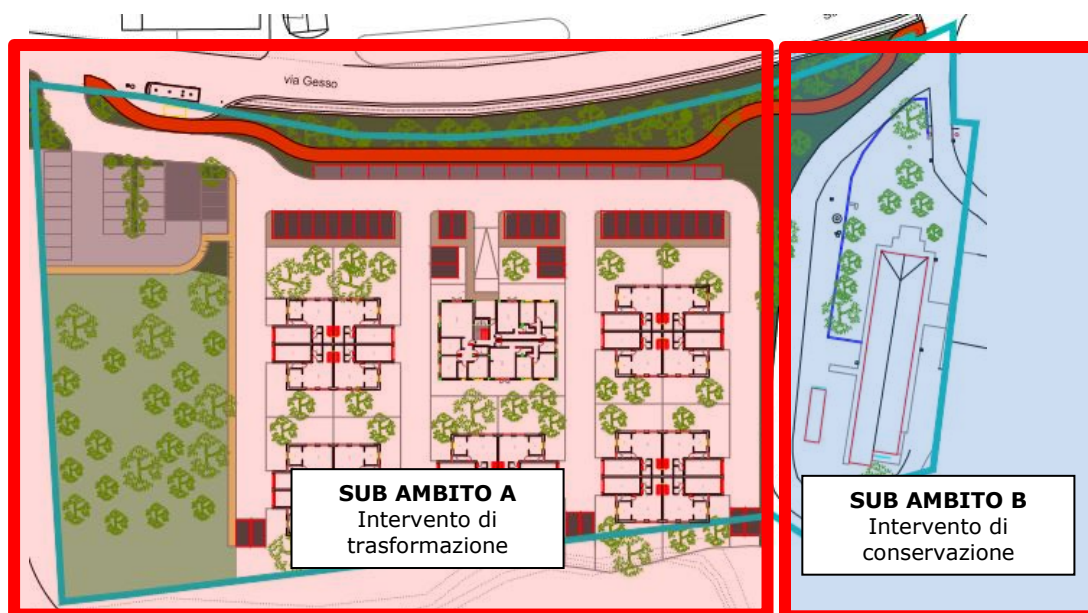 via Gesso
SUB AMBITO A
Intervento di
trasformazione
SUB AMBITO B
Intervento di
conservazione